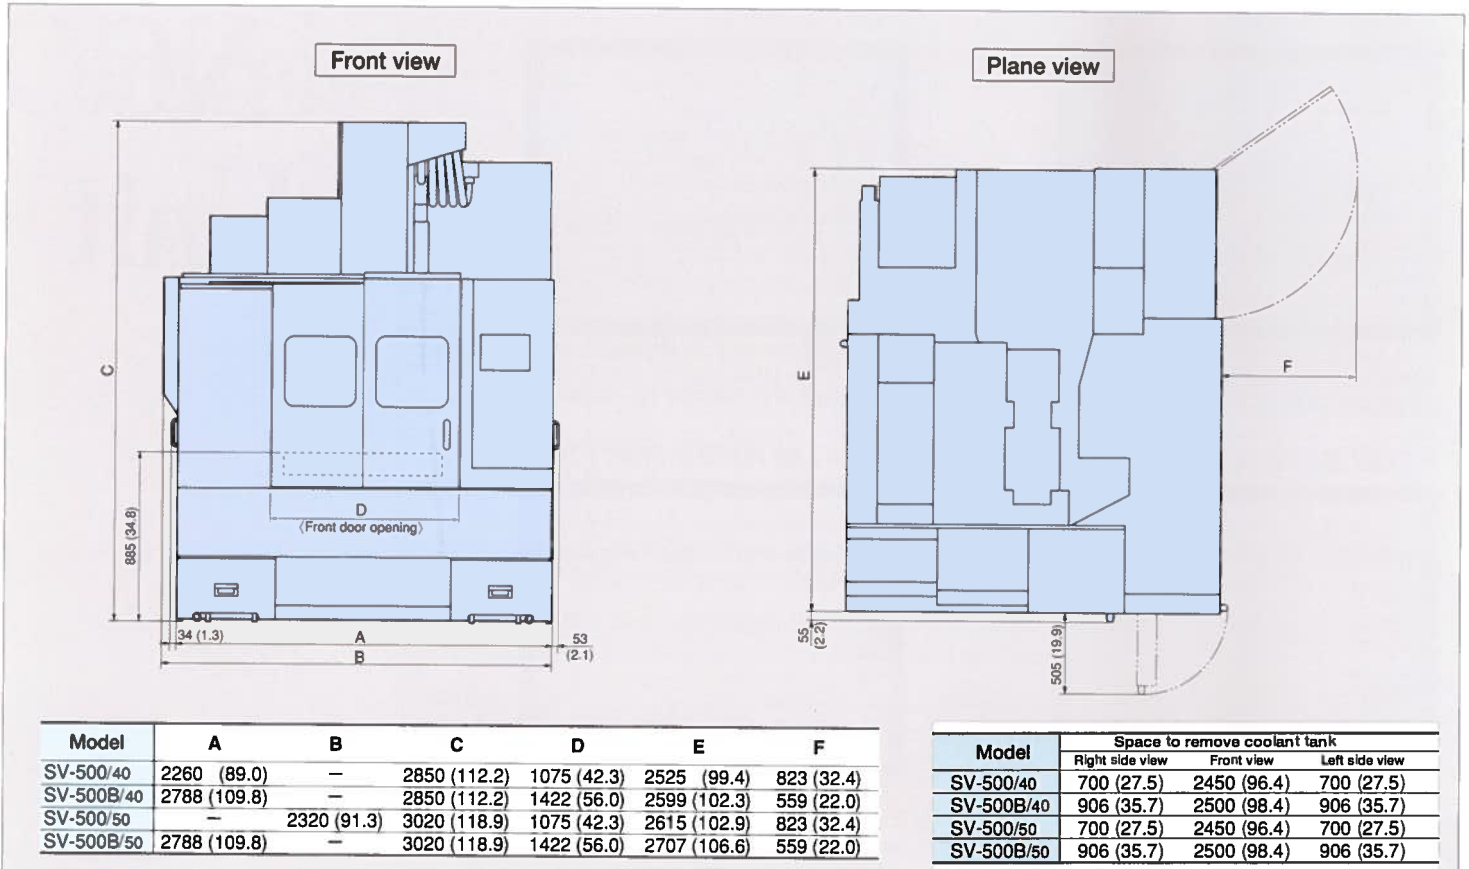 Front view
Plane view
C
885 (34.8)
D
〈Front door opening〉
34 (1.3)
A
53
(2.1)
B
E
F
55
(2.2)
505 (19.9)
Model A B C D E F
SV-500/40 2260 (89.0) — 2850 (112.2) 1075 (42.3) 2525 (99.4) 823 (32.4)
SV-500B/40 2788 (109.8) — 2850 (112.2) 1422 (56.0) 2599 (102.3) 559 (22.0)
SV-500/50 — 2320 (91.3) 3020 (118.9) 1075 (42.3) 2615 (102.9) 823 (32.4)
SV-500B/50 2788 (109.8) — 3020 (118.9) 1422 (56.0) 2707 (106.6) 559 (22.0)
Model Space to remove coolant tank
Right side view Front view Left side view
SV-500/40 700 (27.5) 2450 (96.4) 700 (27.5)
SV-500B/40 906 (35.7) 2500 (98.4) 906 (35.7)
SV-500/50 700 (27.5) 2450 (96.4) 700 (27.5)
SV-500B/50 906 (35.7) 2500 (98.4) 906 (35.7)